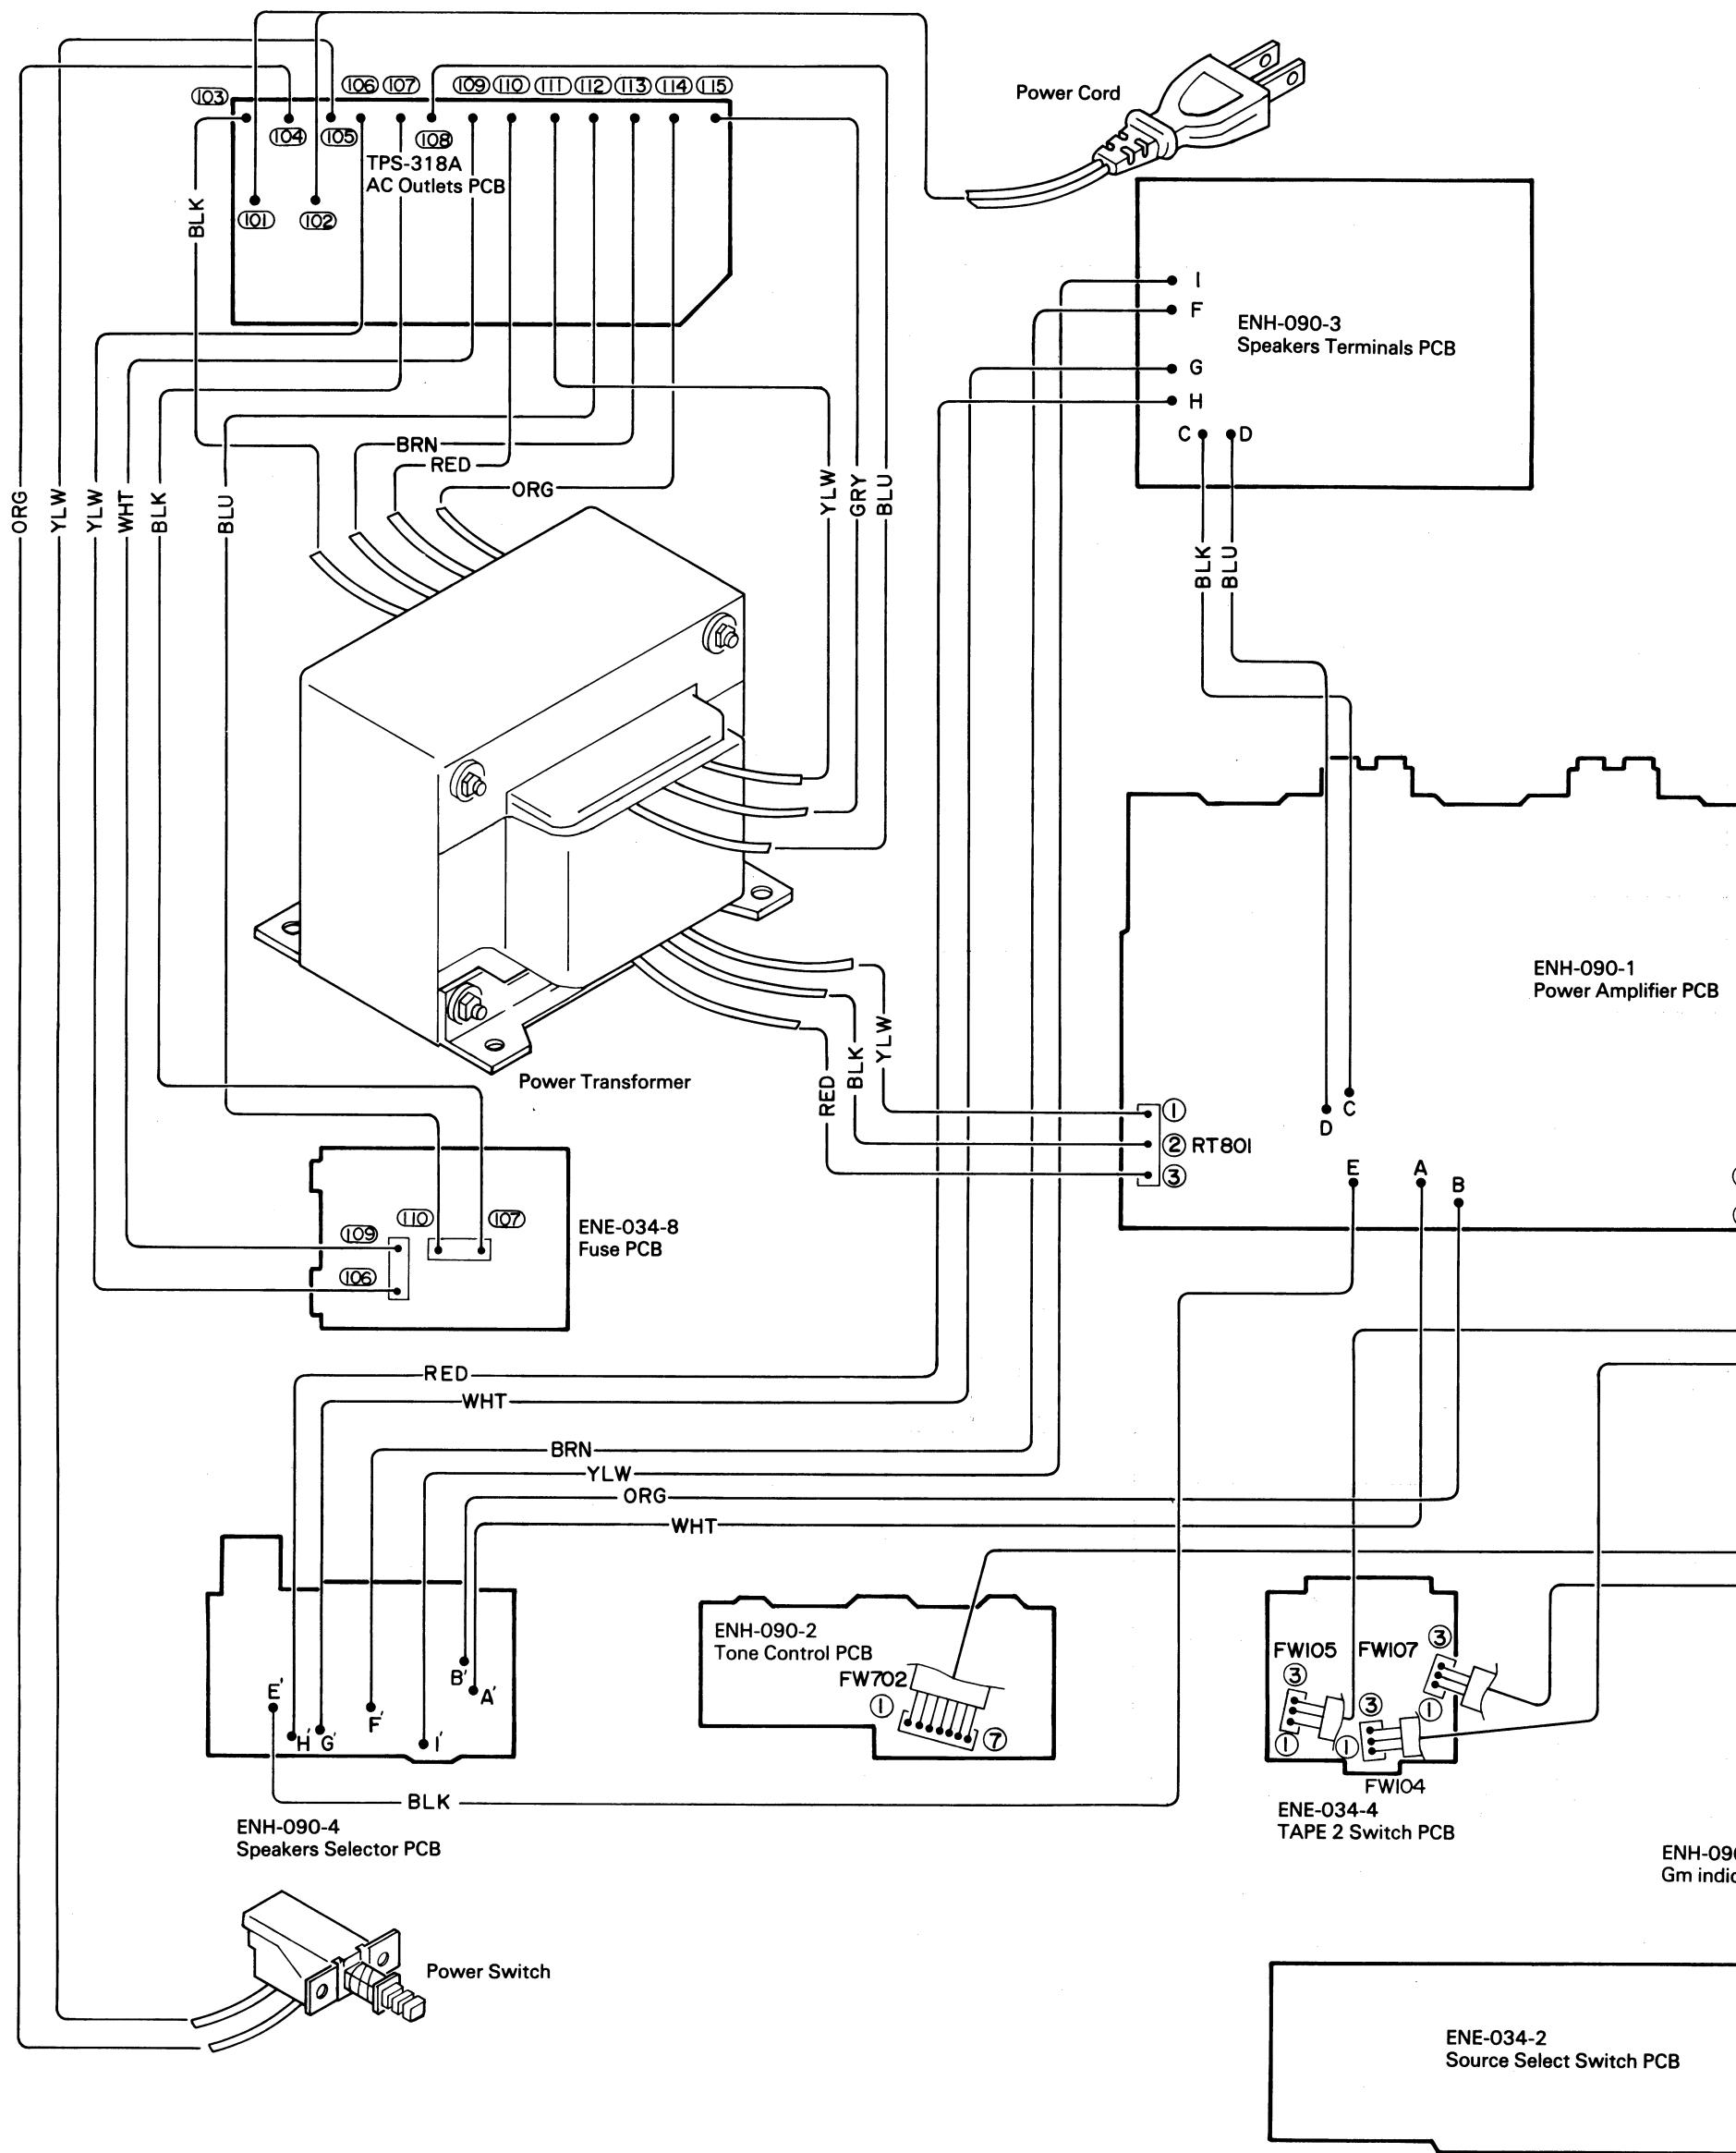 Power Cord
106 107 109 110 111 112 113 114 115
103
104 105 108
TPS-318A
AC Outlets PCB
101 102
BLK
I
F
ENH-090-3
Speakers Terminals PCB
G
H
C D
BRN
RED
ORG
ORG
YLW
YLW
WHT
BLK
BLU
YLW
GRY
BLU
BLK
BLU
ENH-090-1
Power Amplifier PCB
Power Transformer
RED
BLK
YLW
①
② RT801
③
D
C
E A B
110 107
109
106
ENE-034-8
Fuse PCB
RED
WHT
BRN
YLW
ORG
WHT
ENH-090-2
Tone Control PCB
FW702
① ⑦
FW105 FW107 ③
③ ③ ①
① ①
FW104
B'
A'
E'
F'
H' G' I'
BLK
ENH-090-4
Speakers Selector PCB
ENE-034-4
TAPE 2 Switch PCB
Power Switch
ENE-034-2
Source Select Switch PCB